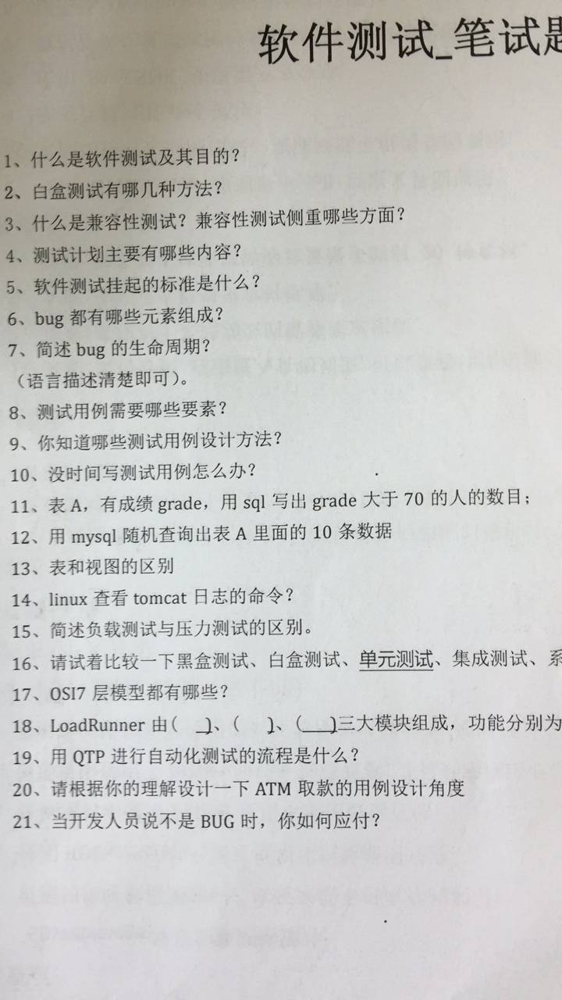 软件测试_笔试题
1、什么是软件测试及其目的？
2、白盒测试有哪几种方法？
3、什么是兼容性测试？兼容性测试侧重哪些方面？
4、测试计划主要有哪些内容？
5、软件测试挂起的标准是什么？
6、bug 都有哪些元素组成？
7、简述 bug 的生命周期？
（语言描述清楚即可）。
8、测试用例需要哪些要素？
9、你知道哪些测试用例设计方法？
10、没时间写测试用例怎么办？
11、表 A，有成绩 grade，用 sql 写出 grade 大于 70 的人的数目；
12、用 mysql 随机查询出表 A 里面的 10 条数据
13、表和视图的区别
14、linux 查看 tomcat 日志的命令？
15、简述负载测试与压力测试的区别。
16、请试着比较一下黑盒测试、白盒测试、单元测试、集成测试、系
17、OSI7 层模型都有哪些？
18、LoadRunner 由(　_)、(　)、(___)三大模块组成，功能分别为
19、用 QTP 进行自动化测试的流程是什么？
20、请根据你的理解设计一下 ATM 取款的用例设计角度
21、当开发人员说不是 BUG 时，你如何应付？